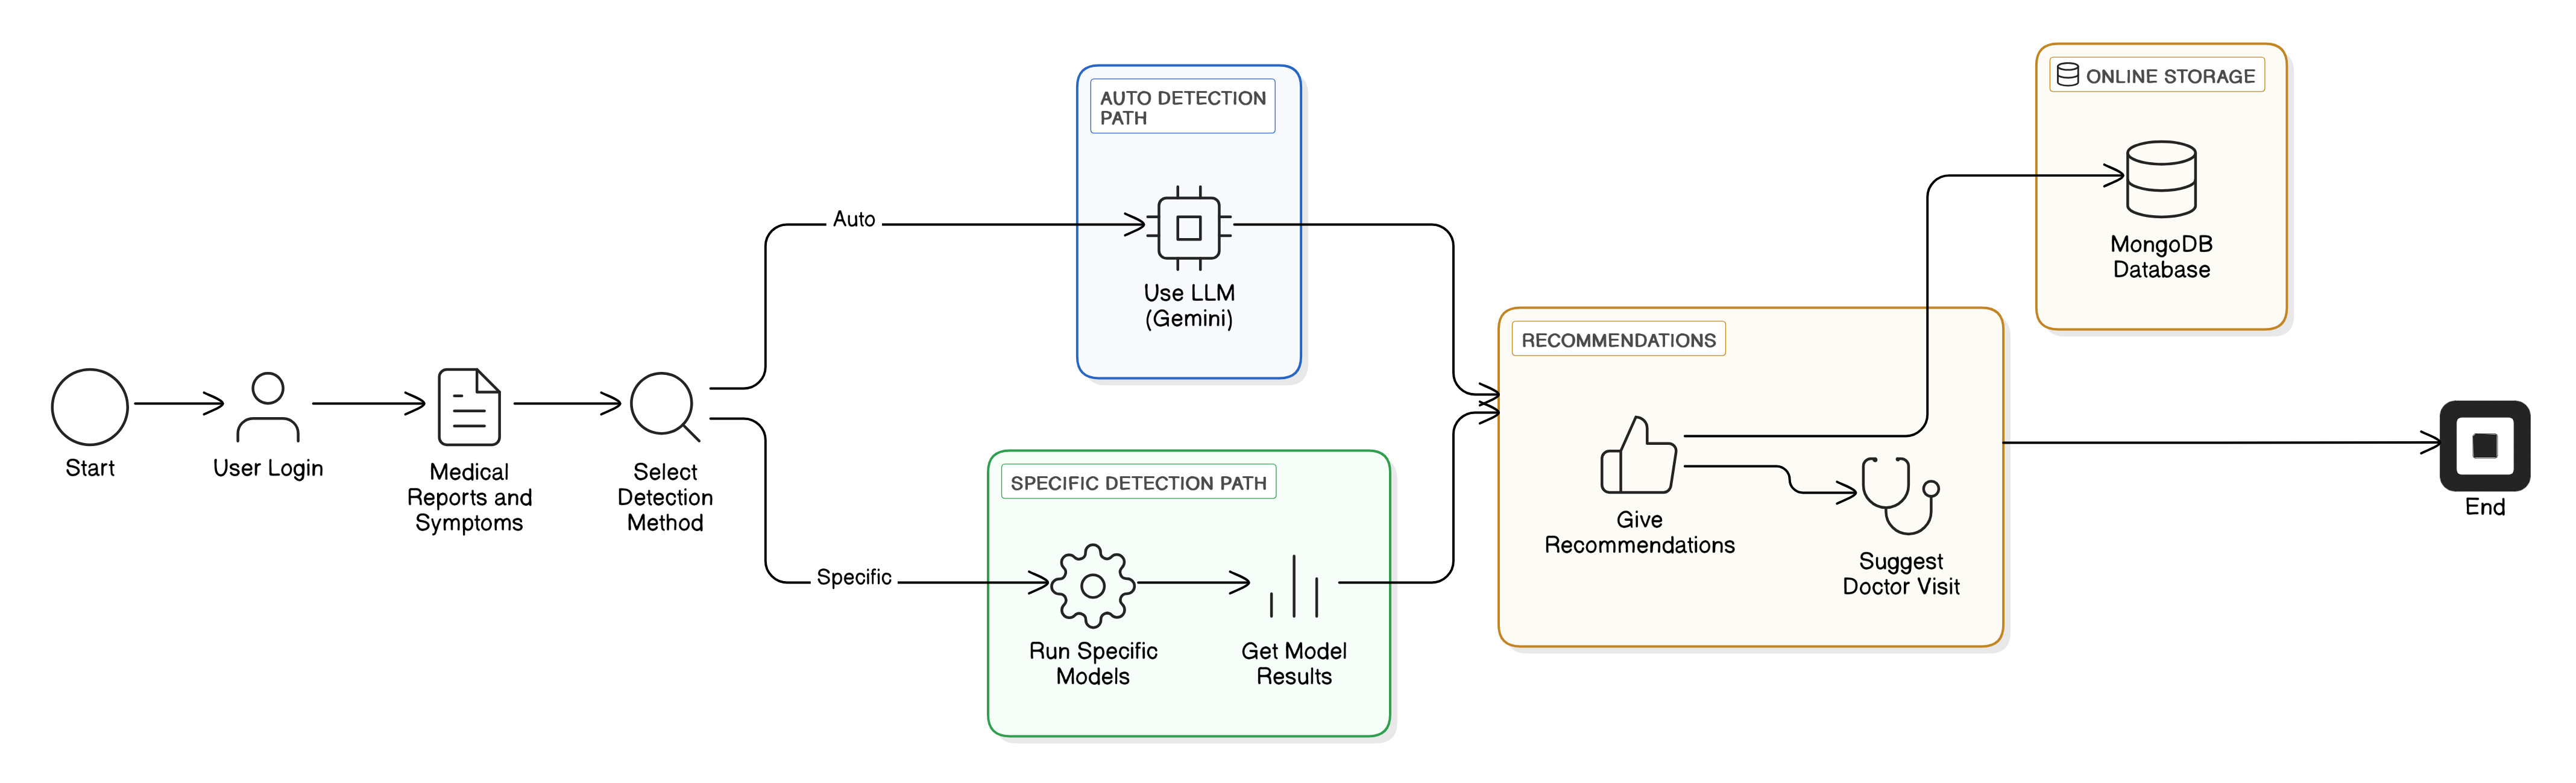 Start
User Login
Medical
Reports and
Symptoms
Select
Detection
Method
Auto
Specific
AUTO DETECTION
PATH
Use LLM
(Gemini)
SPECIFIC DETECTION PATH
Run Specific
Models
Get Model
Results
RECOMMENDATIONS
Give
Recommendations
Suggest
Doctor Visit
ONLINE STORAGE
MongoDB
Database
End